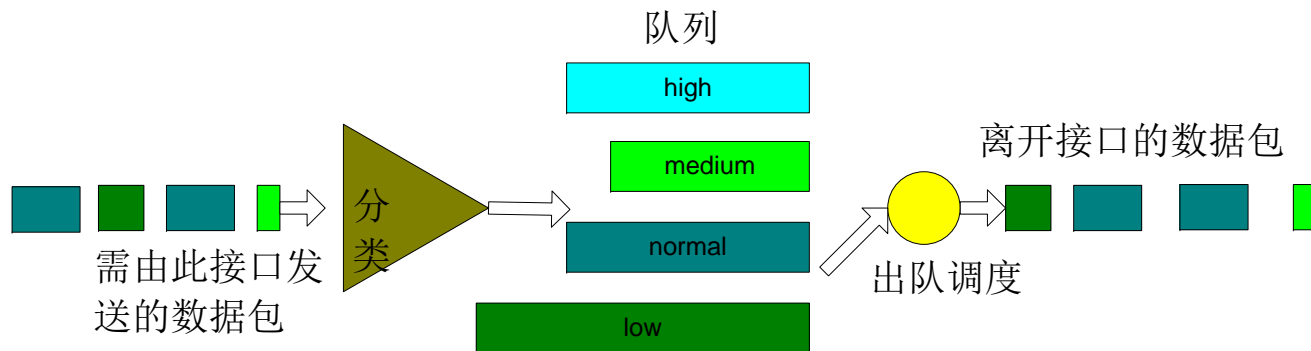 队列
high
medium
normal
low
分
类
需由此接口发
送的数据包
出队调度
离开接口的数据包